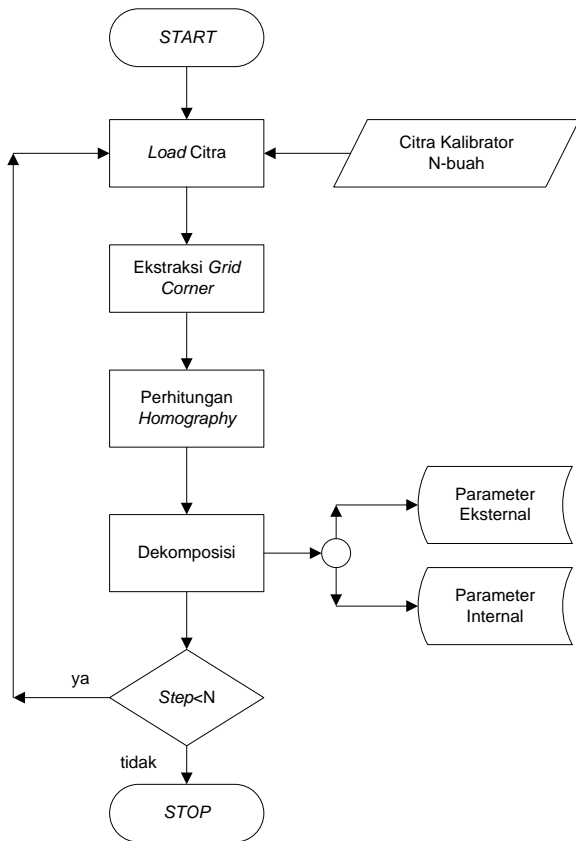 START
Load Citra
Citra Kalibrator
N-buah
Ekstraksi Grid
Corner
Perhitungan
Homography
Dekomposisi
Parameter
Eksternal
Parameter
Internal
ya
Step<N
tidak
STOP